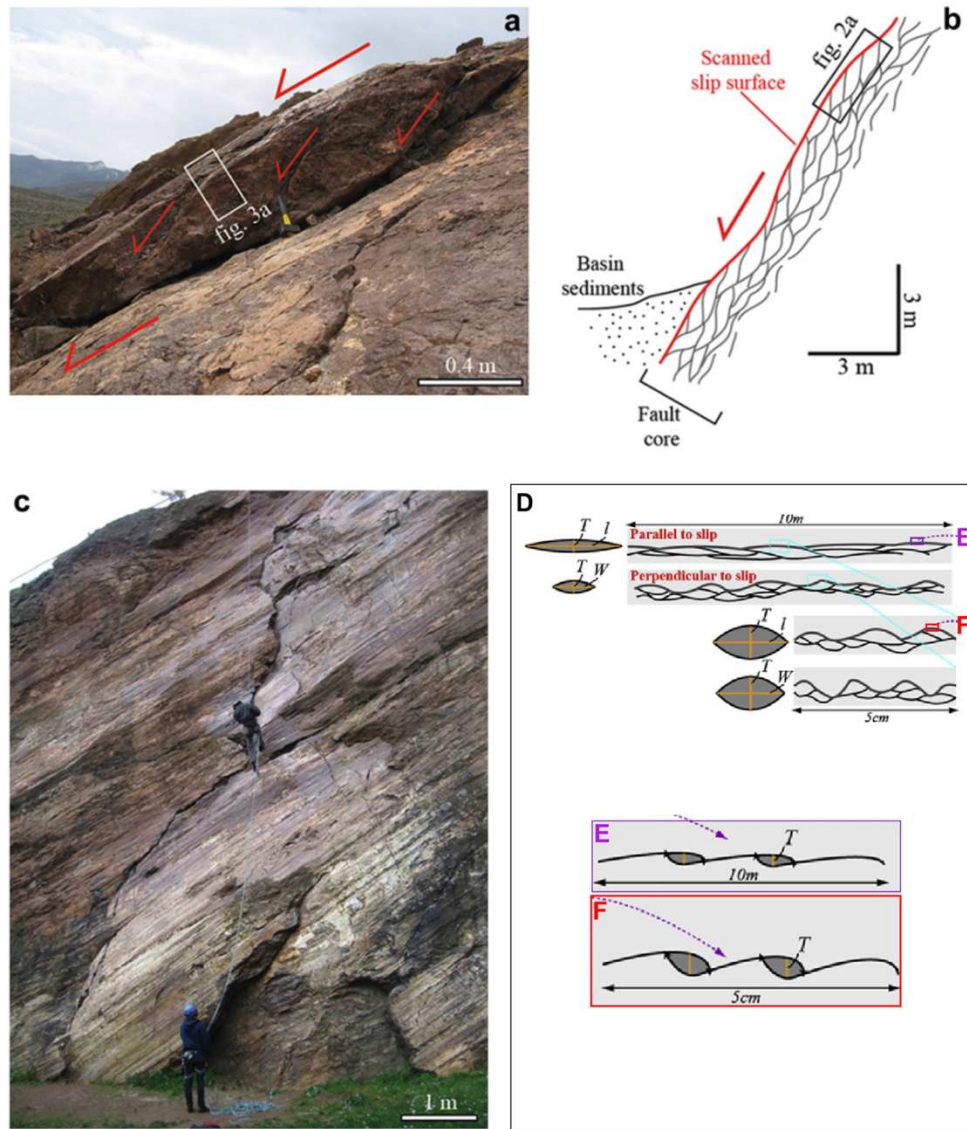 a
fig. 3a
0.4 m
b
fig. 2a
Scanned
slip surface
Basin
sediments
3 m
3 m
Fault
core
c
1 m
D
10m
T
l
Parallel to slip
E
T
W
Perpendicular to slip
F
T
l
T
W
5cm
E
T
10m
F
T
5cm